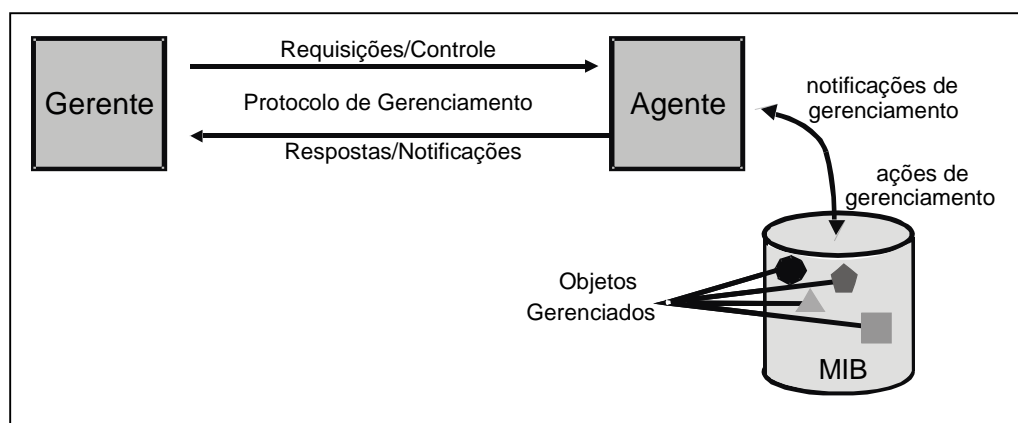 Requisições/Controle
Gerente
Protocolo de Gerenciamento
Agente
Respostas/Notificações
notificações de
gerenciamento
ações de
gerenciamento
Objetos
Gerenciados
MIB